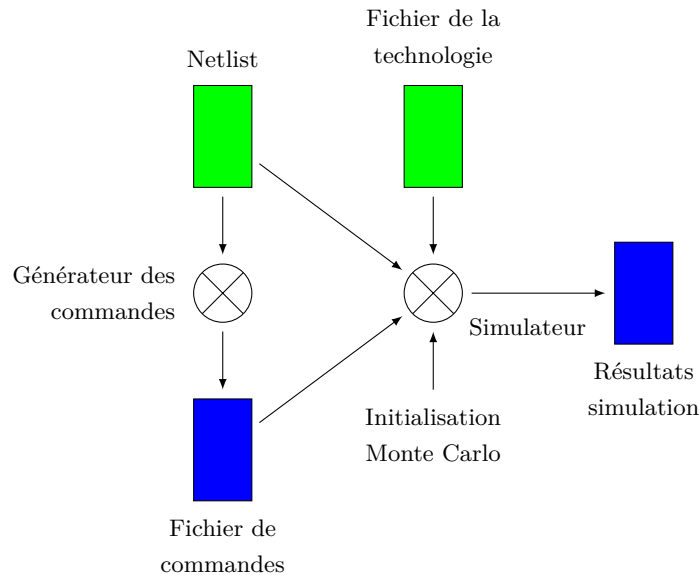 Fichier de la
technologie
Netlist
Générateur des
commandes
Simulateur
Résultats
simulation
Initialisation
Monte Carlo
Fichier de
commandes